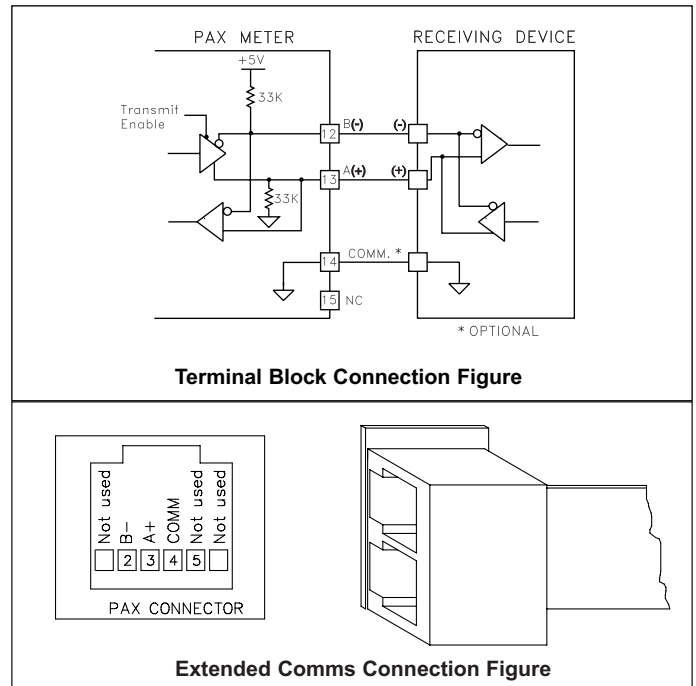 PAX METER
RECEIVING DEVICE
+5V
33K
Transmit
Enable
12
B(-)
(-)
13
A(+)
(+)
33K
14
COMM. *
15
NC
* OPTIONAL
Terminal Block Connection Figure
Not used
B-
A+
COMM
Not used
Not used
2
3
4
5
PAX CONNECTOR
Extended Comms Connection Figure